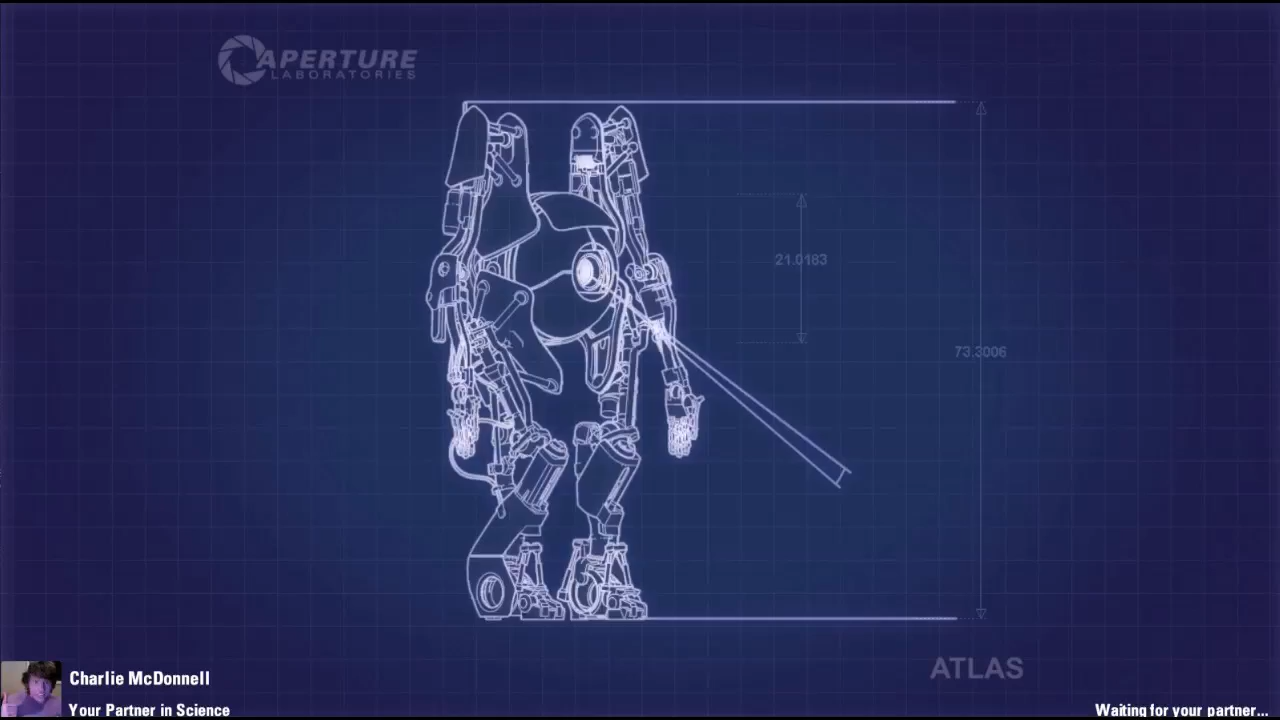 APERTURE
LABORATORIES
21.0183
73.3006
ATLAS
Charlie McDonnell
Your Partner in Science
Waiting for your partner...